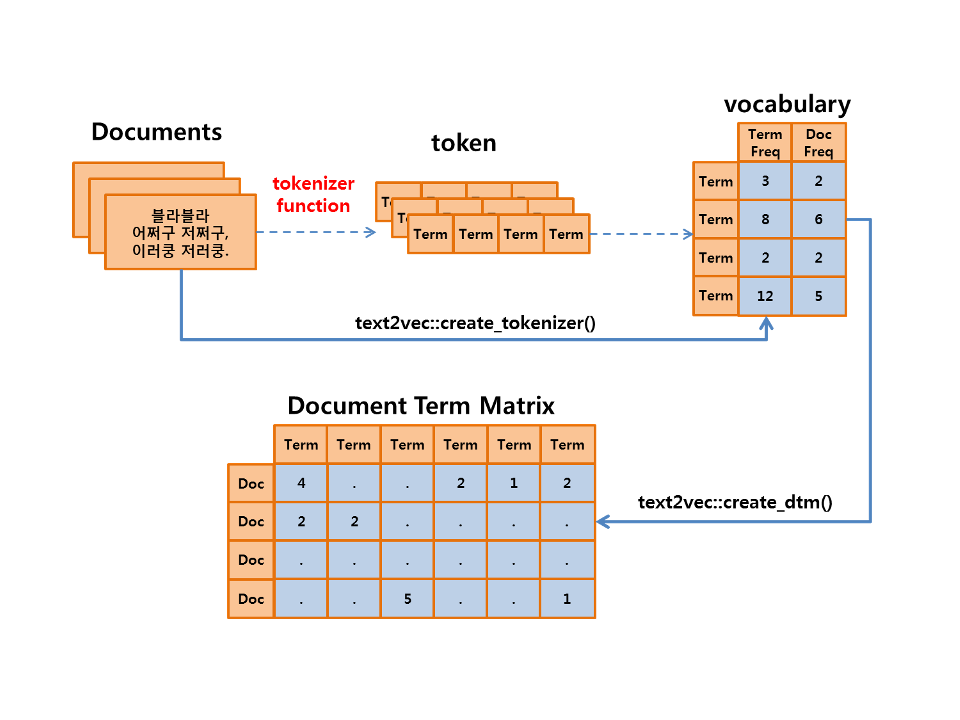 Documents
블라블라
어쩌구 저쩌구,
이러쿵 저러쿵.
tokenizer
function
token
Te
Te
Term Term Term Term
vocabulary
Term Freq Doc Freq
Term 3 2
Term 8 6
Term 2 2
Term 12 5
text2vec::create_tokenizer()
Document Term Matrix
Term Term Term Term Term Term
Doc 4 . . 2 1 2
Doc 2 2 . . . .
Doc . . . . . .
Doc . . 5 . . 1
text2vec::create_dtm()